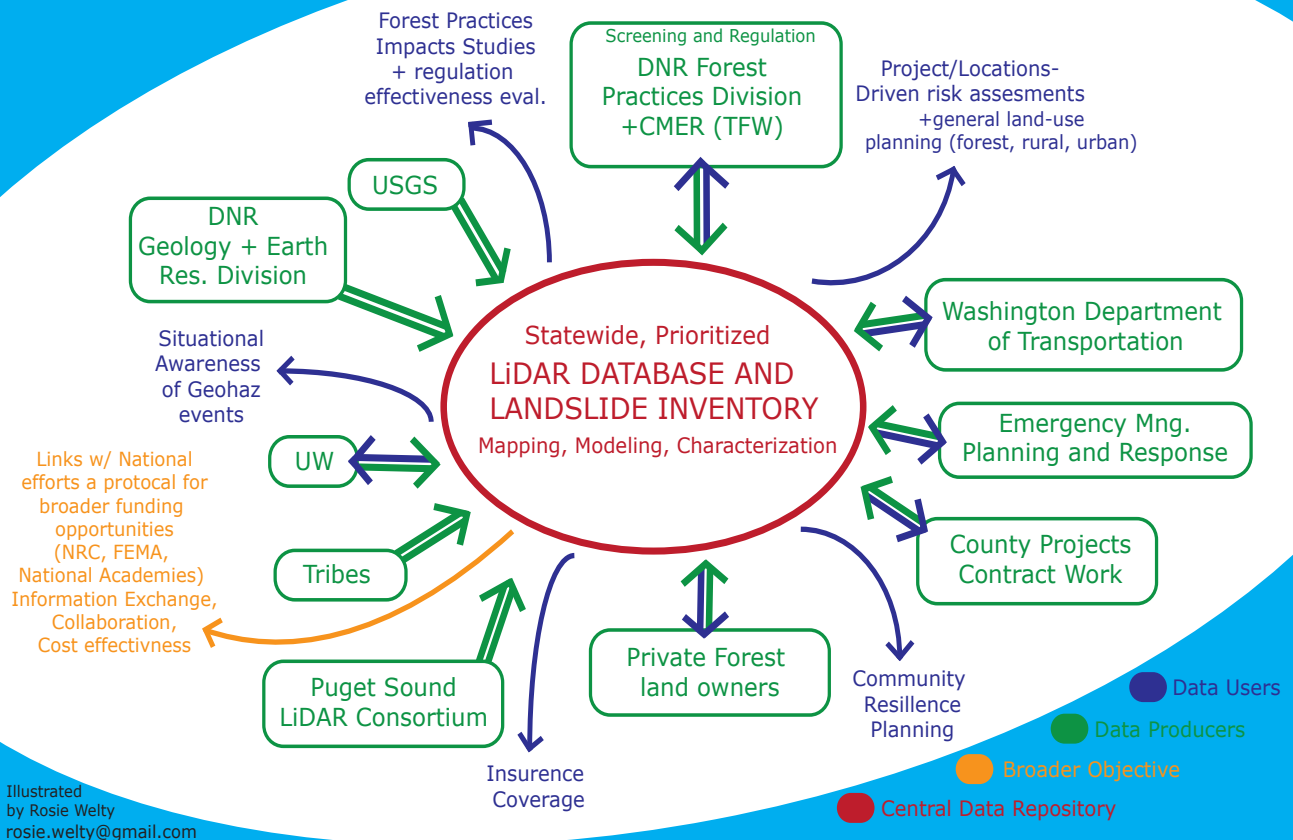 Forest Practices
Impacts Studies
+ regulation
effectiveness eval.
Screening and Regulation
DNR Forest
Practices Division
+CMER (TFW)
Project/Locations-
Driven risk assesments
+general land-use
planning (forest, rural, urban)
USGS
DNR
Geology + Earth
Res. Division
Washington Department
of Transportation
Situational
Awareness
of Geohaz
events
Statewide, Prioritized
LiDAR DATABASE AND
LANDSLIDE INVENTORY
Mapping, Modeling, Characterization
Emergency Mng.
Planning and Response
UW
Links w/ National
efforts a protocal for
broader funding
opportunities
(NRC, FEMA,
National Academies)
Information Exchange,
Collaboration,
Cost effectivness
Tribes
County Projects
Contract Work
Puget Sound
LiDAR Consortium
Private Forest
land owners
Community
Resillence
Planning
Insurence
Coverage
Data Users
Data Producers
Broader Objective
Central Data Repository
Illustrated
by Rosie Welty
rosie.welty@gmail.com